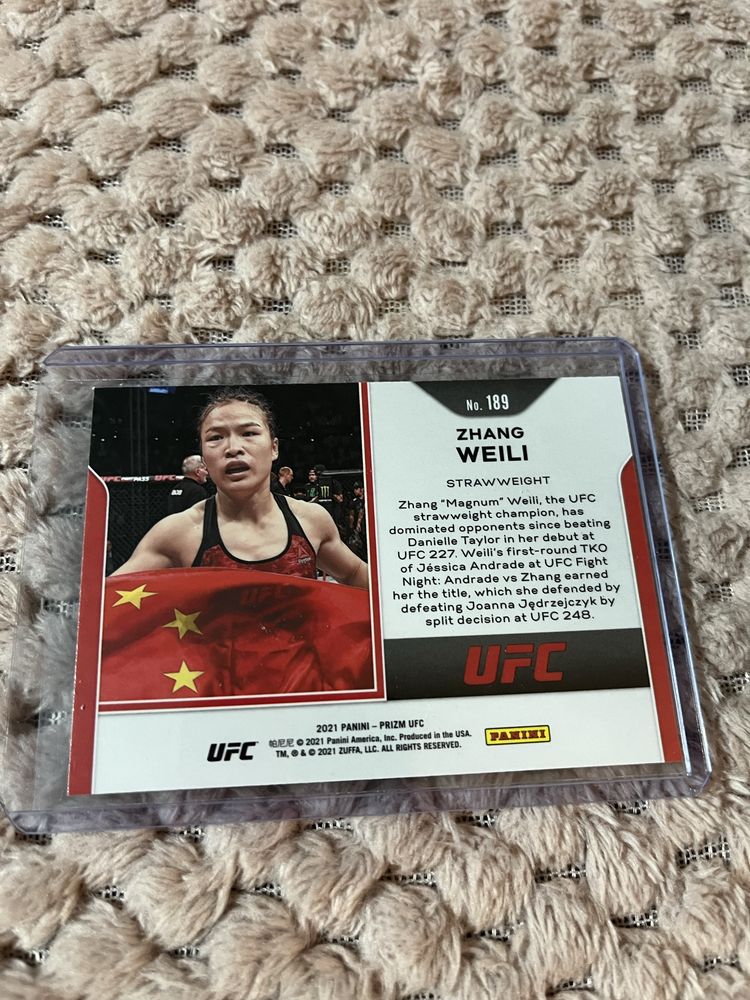 No. 189
ZHANG
WEILI
STRAWWEIGHT
Zhang "Magnum" Weili, the UFC
strawweight champion, has
dominated opponents since beating
Danielle Taylor in her debut at
UFC 227. Weili's first-round TKO
of Jéssica Andrade at UFC Fight
Night: Andrade vs Zhang earned
her the title, which she defended by
defeating Joanna Jędrzejczyk by
split decision at UFC 248.
UFC
UFC
2021 PANINI – PRIZM UFC
帕尼尼 © 2021 Panini America, Inc. Produced in the USA.
TM, ® & © 2021 ZUFFA, LLC. ALL RIGHTS RESERVED.
UFC
PANINI